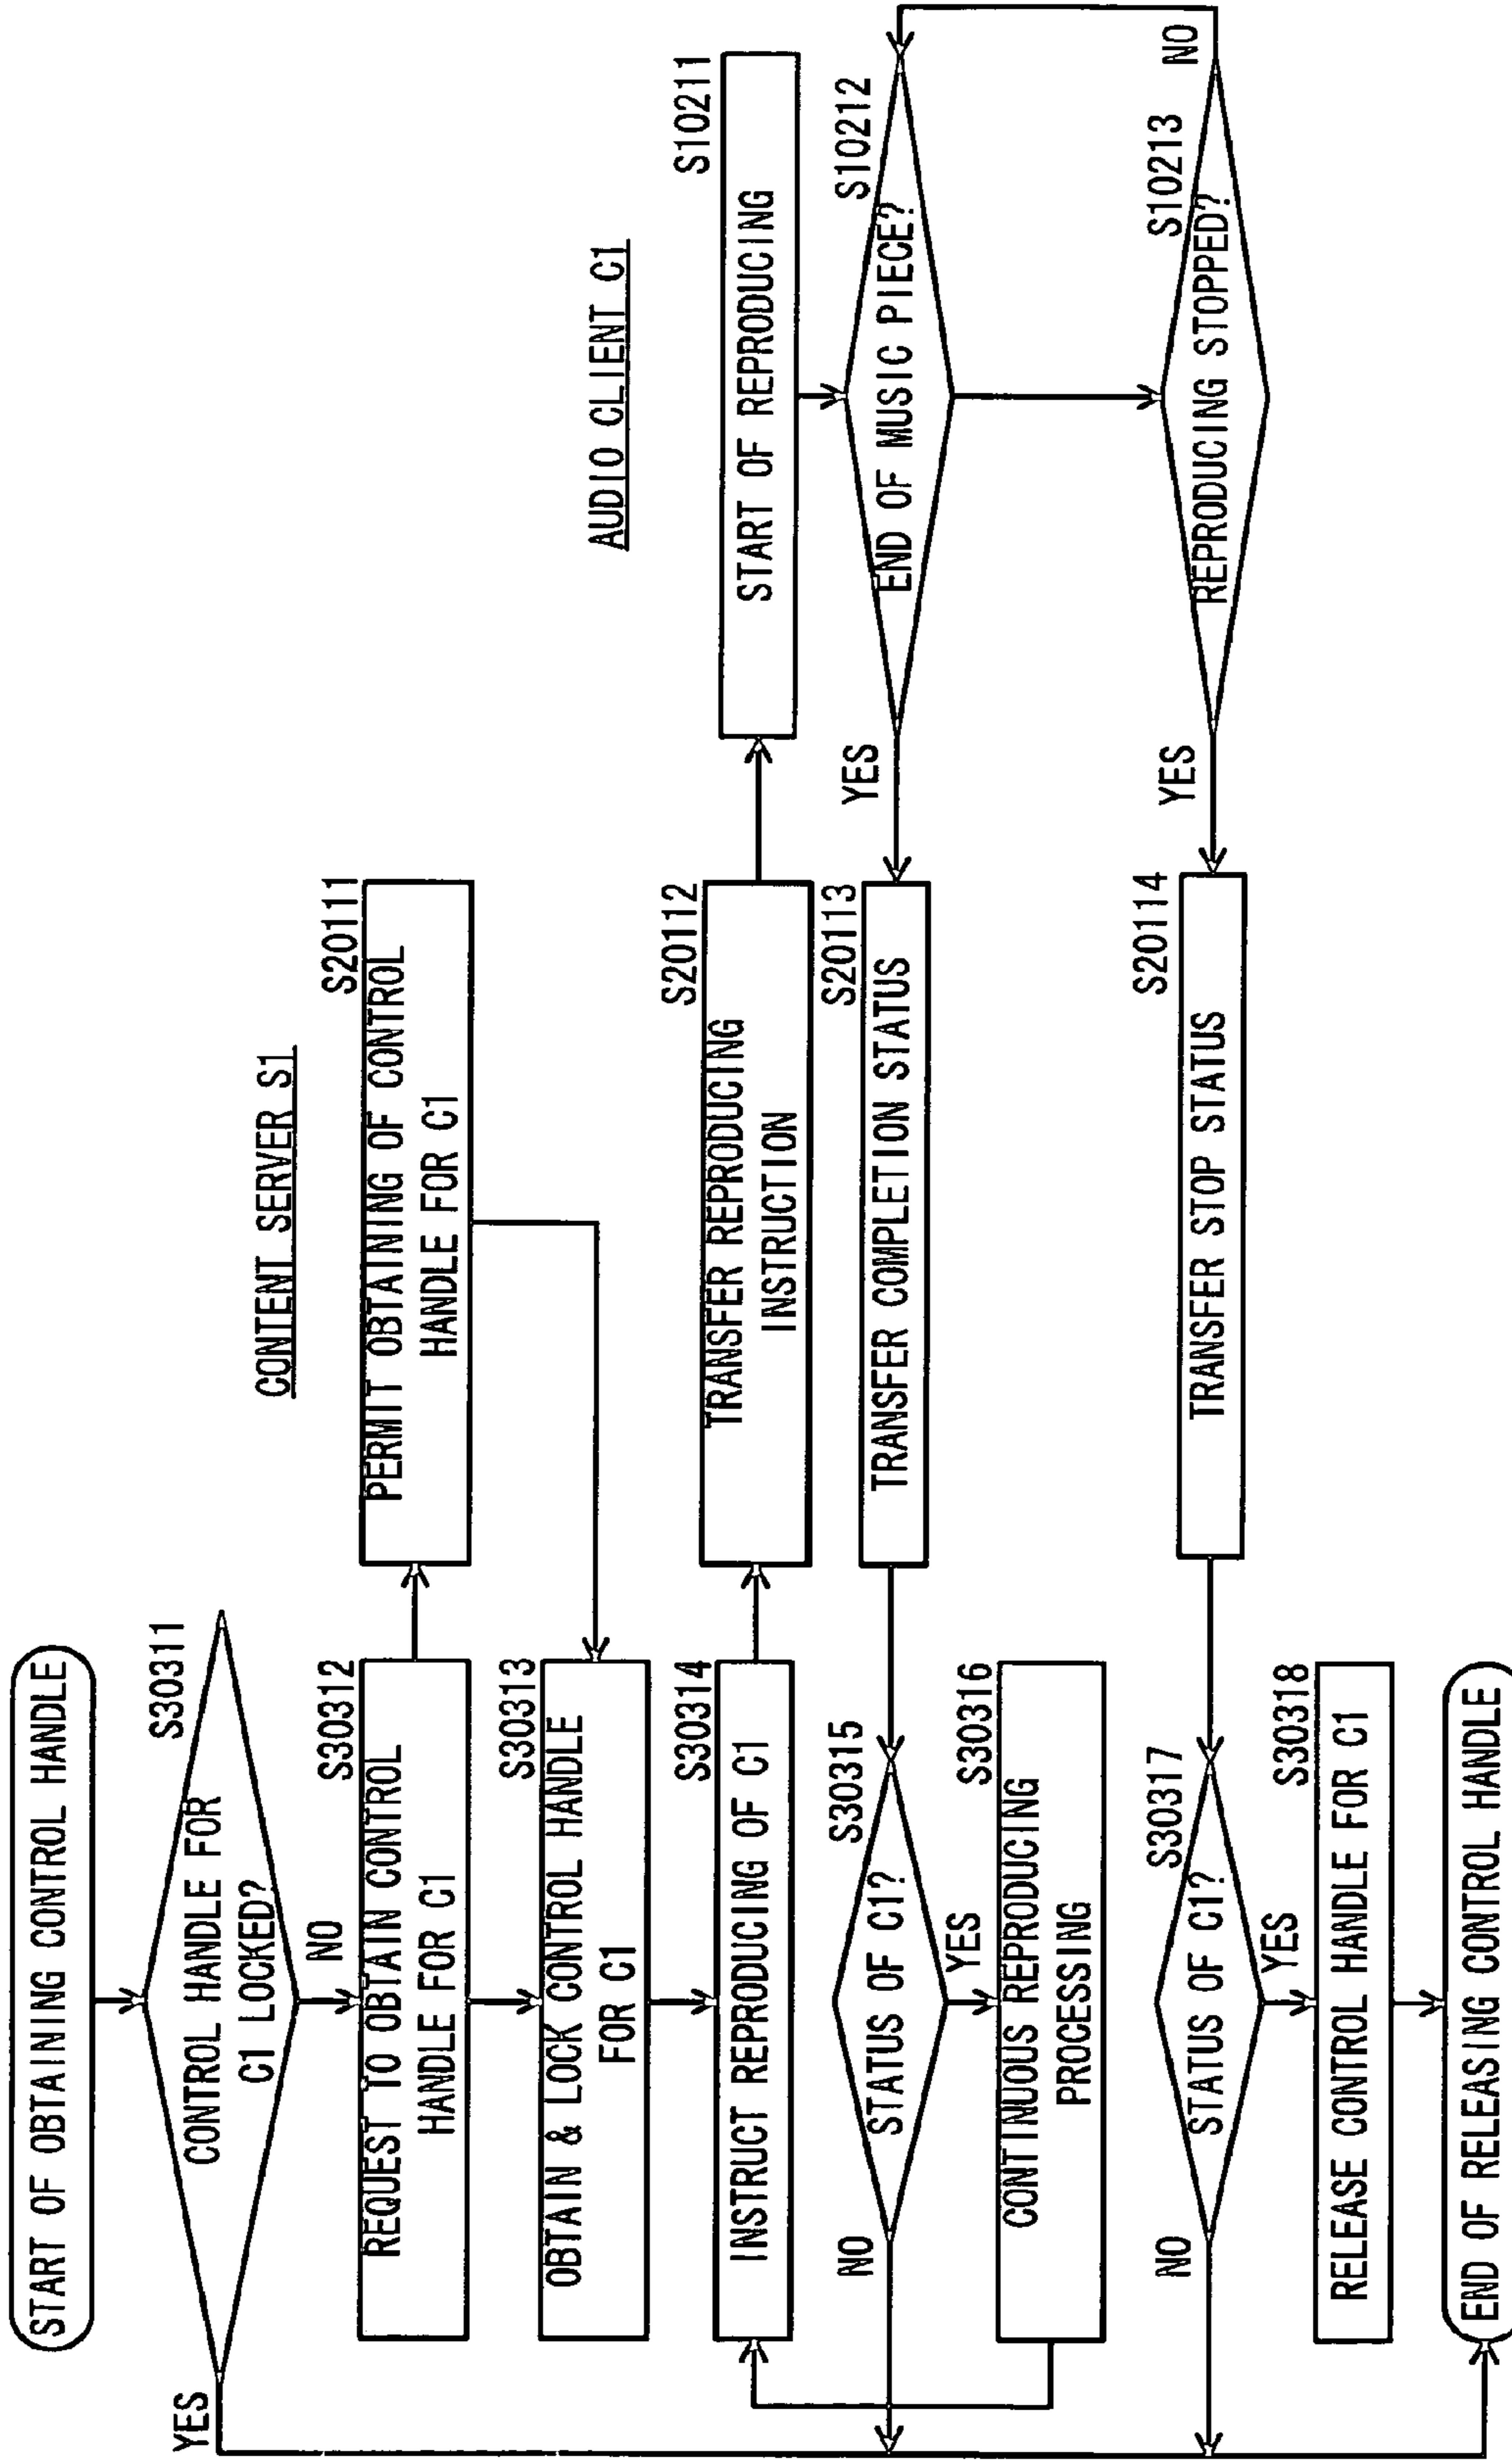 START OF OBTAINING CONTROL HANDLE
S30311
CONTROL HANDLE FOR
C1 LOCKED?
YES
NO
CONTENT SERVER S1
S30312
REQUEST TO OBTAIN CONTROL
HANDLE FOR C1
S20111
PERMIT OBTAINING OF CONTROL
HANDLE FOR C1
S30313
OBTAIN & LOCK CONTROL HANDLE
FOR C1
AUDIO CLIENT C1
S30314
INSTRUCT REPRODUCING OF C1
S20112
TRANSFER REPRODUCING
INSTRUCTION
S10211
START OF REPRODUCING
S30315
STATUS OF C1?
NO
YES
S20113
TRANSFER COMPLETION STATUS
YES
S10212
END OF MUSIC PIECE?
S30316
CONTINUOUS REPRODUCING
PROCESSING
S30317
STATUS OF C1?
NO
YES
S20114
TRANSFER STOP STATUS
YES
S10213
REPRODUCING STOPPED?
NO
S30318
RELEASE CONTROL HANDLE FOR C1
END OF RELEASING CONTROL HANDLE